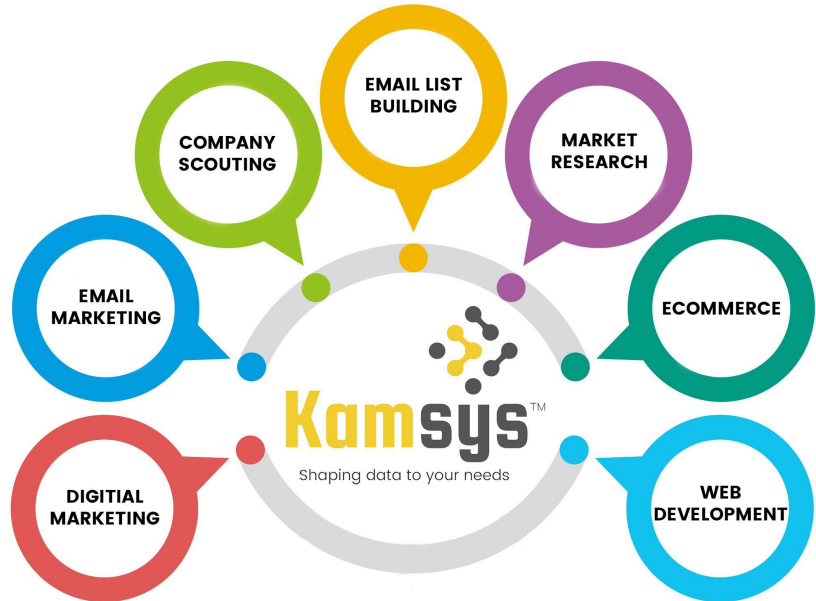 EMAIL LIST
BUILDING
COMPANY
SCOUTING
MARKET
RESEARCH
EMAIL
MARKETING
ECOMMERCE
Kamsys™
Shaping data to your needs
DIGITIAL
MARKETING
WEB
DEVELOPMENT